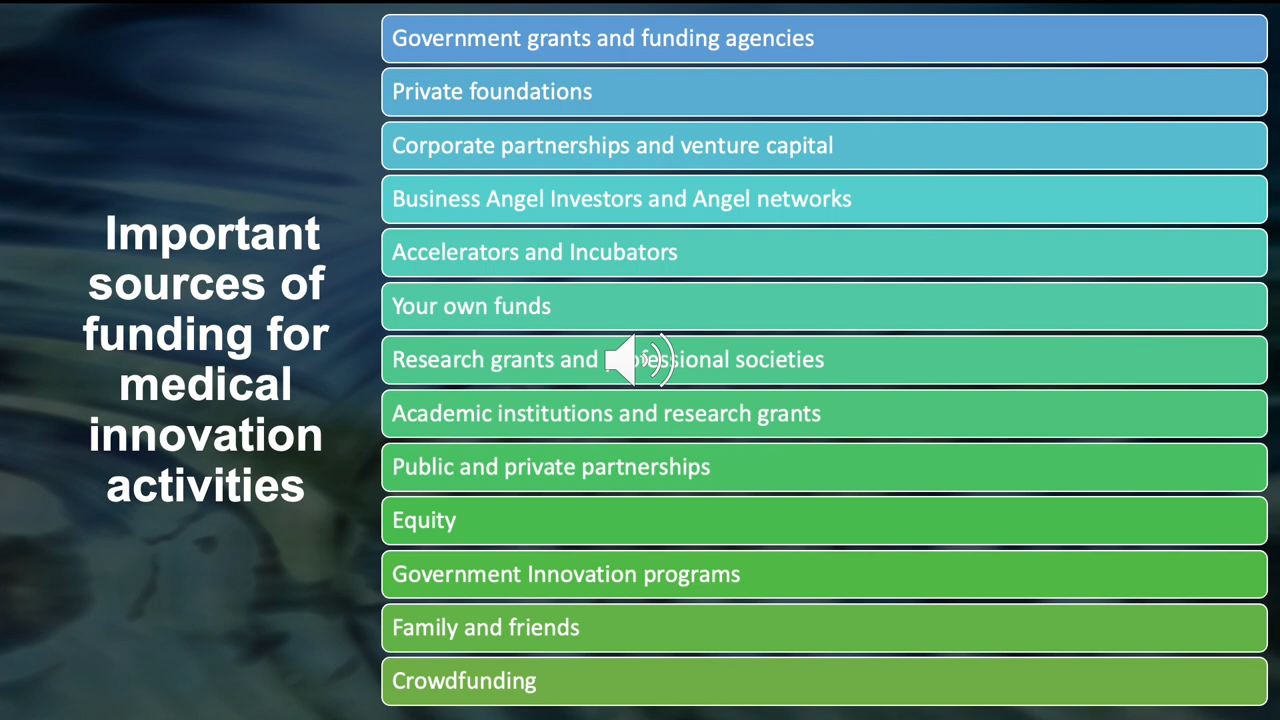 Important
sources of
funding for
medical
innovation
activities
Government grants and funding agencies
Private foundations
Corporate partnerships and venture capital
Business Angel Investors and Angel networks
Accelerators and Incubators
Your own funds
Research grants and professional societies
Academic institutions and research grants
Public and private partnerships
Equity
Government Innovation programs
Family and friends
Crowdfunding